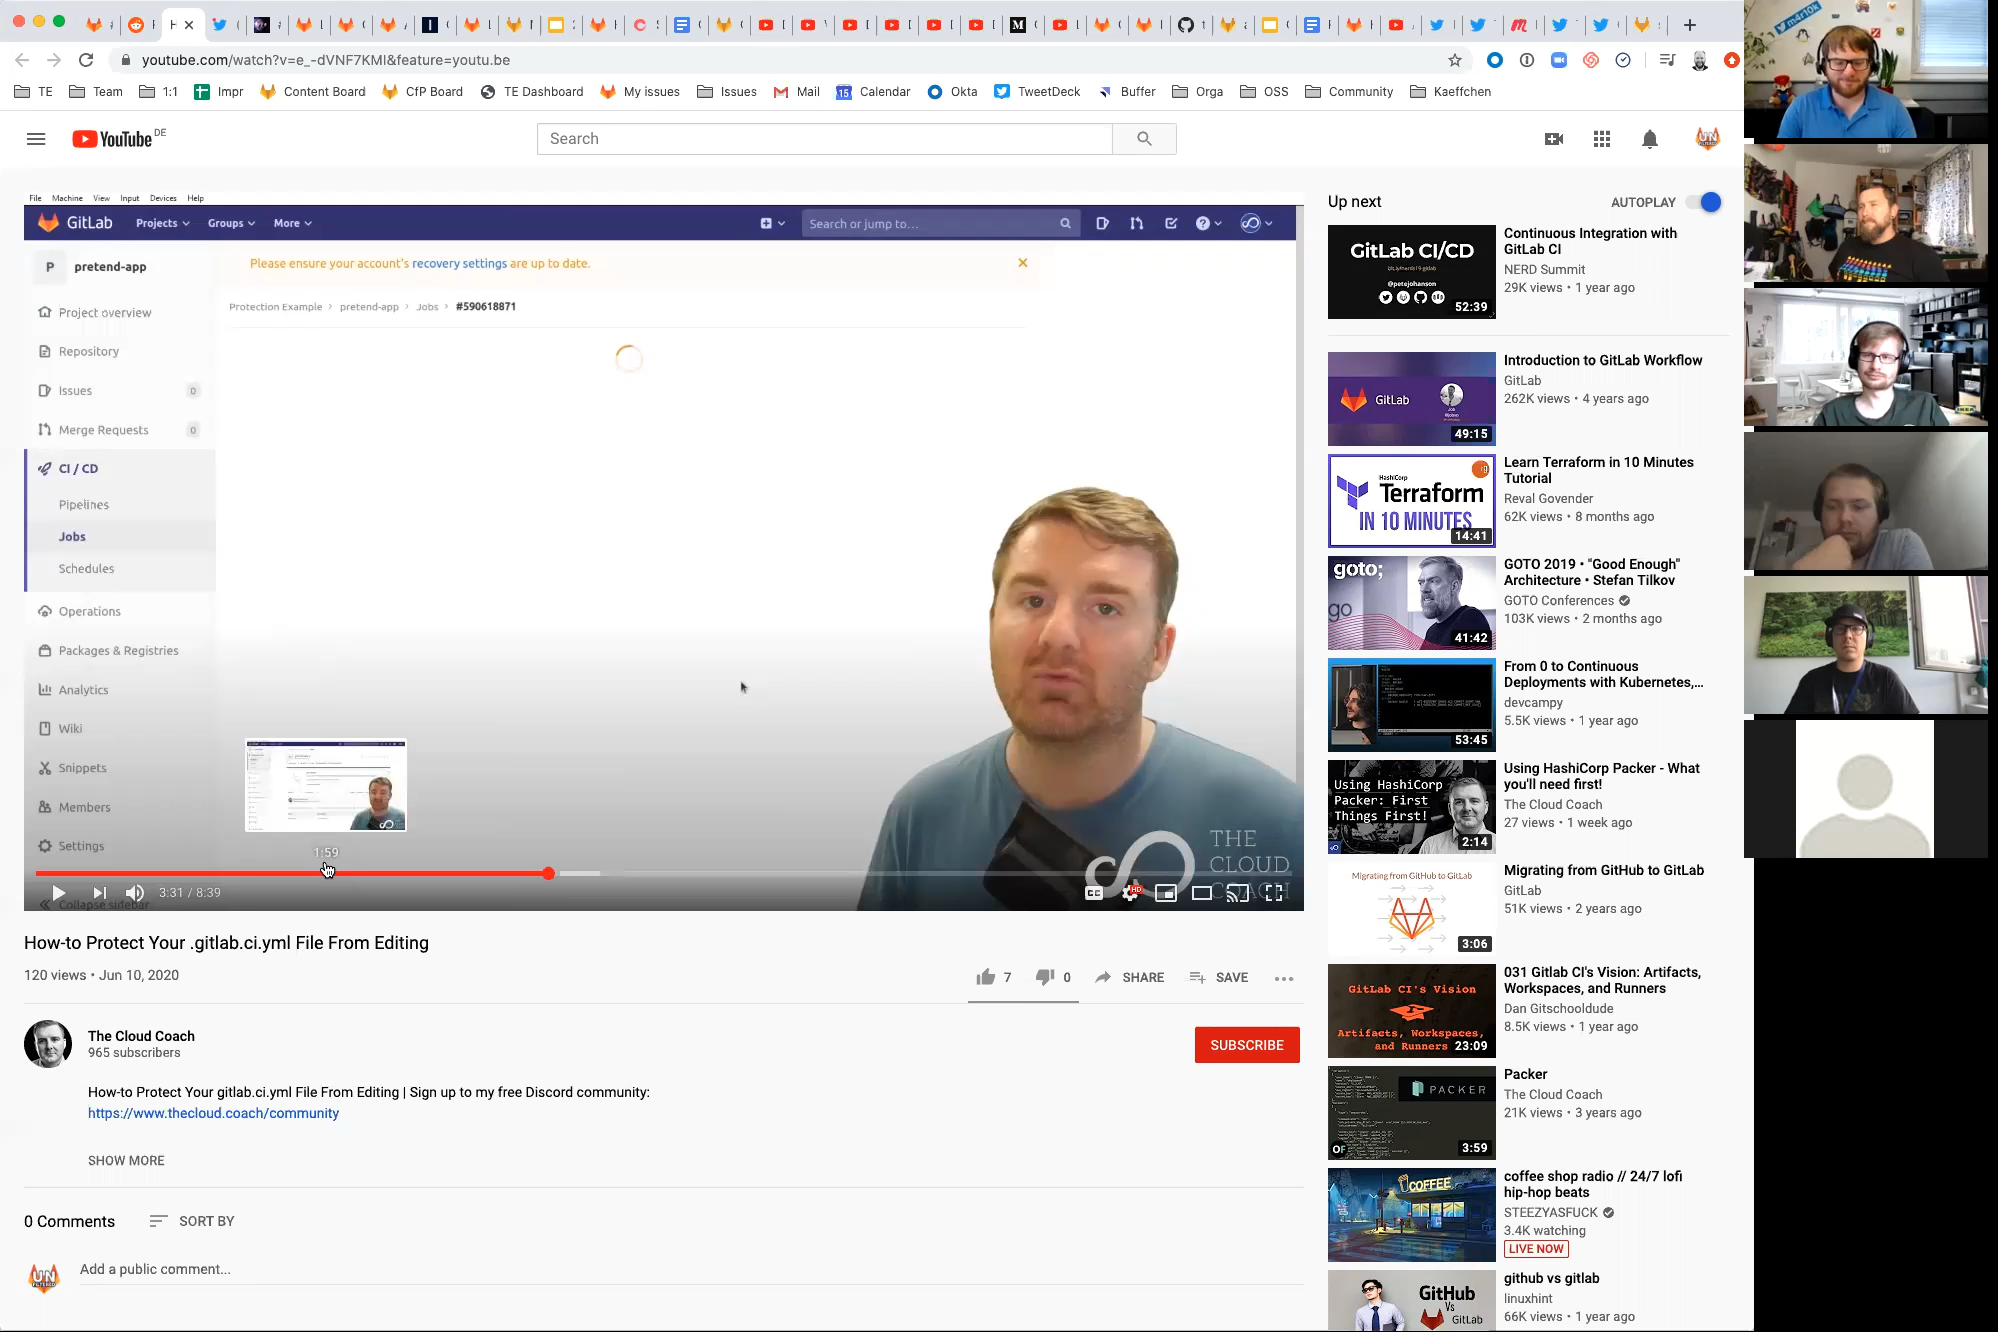 youtube.com/watch?v=e_-dVNF7KMI&feature=youtu.be
TE Team 1:1 Impr Content Board CfP Board TE Dashboard My issues Issues Mail Calendar Okta TweetDeck Buffer Orga OSS Community Kaeffchen
YouTube DE
Search
File Machine View Input Devices Help
GitLab Projects Groups More Search or jump to...
P pretend-app
Please ensure your account's recovery settings are up to date.
Protection Example › pretend-app › Jobs › #590618871
Project overview
Repository
Issues 0
Merge Requests 0
CI / CD
Pipelines
Jobs
Schedules
Operations
Packages & Registries
Analytics
Wiki
Snippets
Members
Settings
Collapse sidebar
1:59
3:31 / 8:39
CC HD
THE
CLOUD
COACH
How-to Protect Your .gitlab.ci.yml File From Editing
120 views • Jun 10, 2020
7 0 SHARE SAVE
The Cloud Coach
965 subscribers
SUBSCRIBE
How-to Protect Your gitlab.ci.yml File From Editing | Sign up to my free Discord community:
https://www.thecloud.coach/community
SHOW MORE
0 Comments SORT BY
UN
Add a public comment...
Up next AUTOPLAY
GitLab CI/CD
@petejohanson
52:39
Continuous Integration with
GitLab CI
NERD Summit
29K views • 1 year ago
GitLab
49:15
Introduction to GitLab Workflow
GitLab
262K views • 4 years ago
HashiCorp
Terraform
IN 10 MINUTES
14:41
Learn Terraform in 10 Minutes
Tutorial
Reval Govender
62K views • 8 months ago
goto;
go
41:42
GOTO 2019 • "Good Enough"
Architecture • Stefan Tilkov
GOTO Conferences
103K views • 2 months ago
53:45
From 0 to Continuous
Deployments with Kubernetes,...
devcampy
5.5K views • 1 year ago
Using HashiCorp
Packer: First
Things First!
2:14
Using HashiCorp Packer - What
you'll need first!
The Cloud Coach
27 views • 1 week ago
Migrating from GitHub to GitLab
3:06
Migrating from GitHub to GitLab
GitLab
51K views • 2 years ago
GitLab CI's Vision
Artifacts, Workspaces,
and Runners
23:09
031 Gitlab CI's Vision: Artifacts,
Workspaces, and Runners
Dan Gitschooldude
8.5K views • 1 year ago
PACKER
3:59
Packer
The Cloud Coach
21K views • 3 years ago
COFFEE
coffee shop radio // 24/7 lofi
hip-hop beats
STEEZYASFUCK
3.4K watching
LIVE NOW
GitHub
Vs
GitLab
github vs gitlab
linuxhint
66K views • 1 year ago